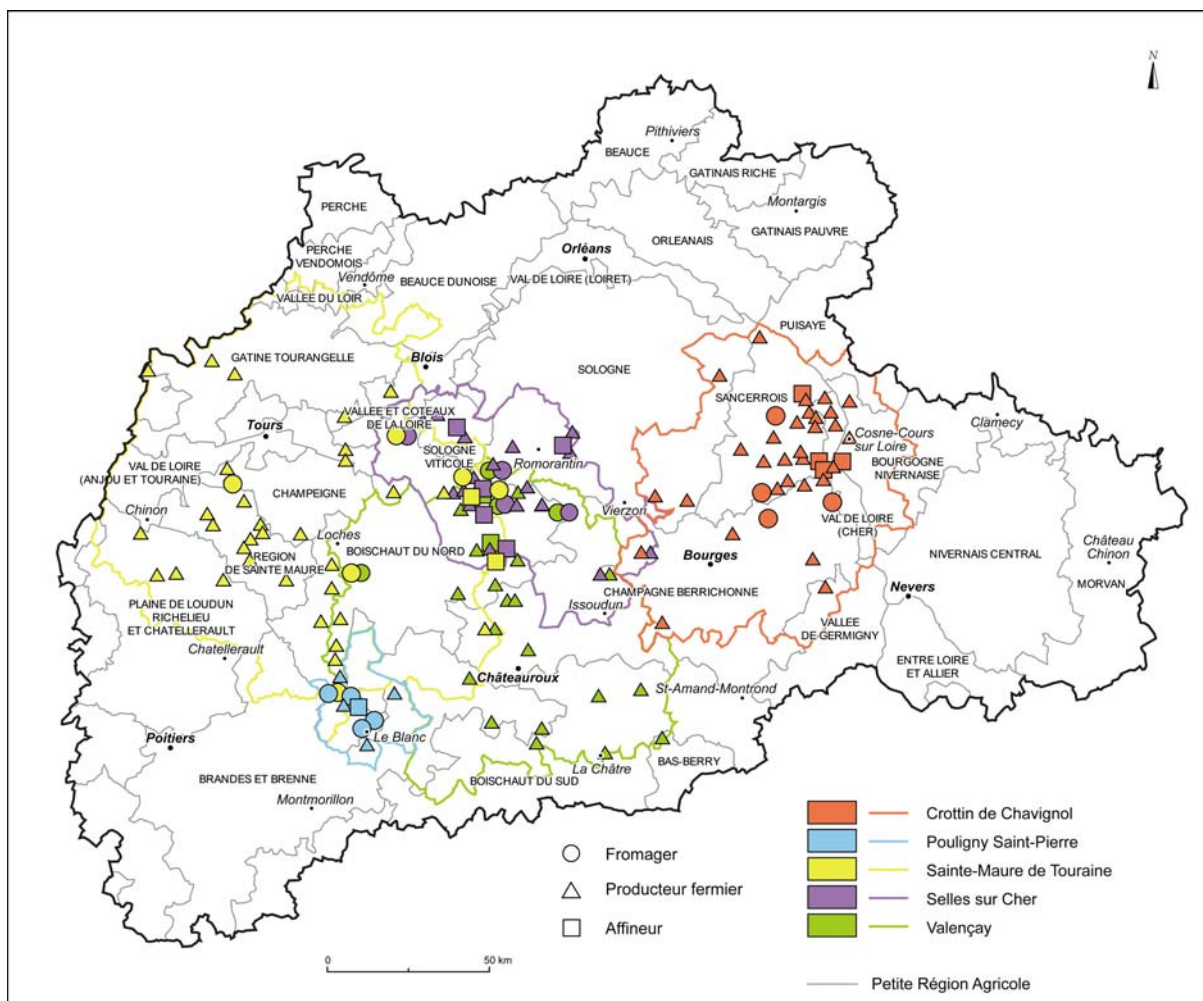 N
Pithiviers
BEAUCE
GATINAIS RICHE
PERCHE
Montargis
ORLEANAIS
GATINAIS PAUVRE
PERCHE
VENDOMOIS
Orléans
Vendôme
BEAUCE DUNOISE
VAL DE LOIRE (LOIRET)
VALLEE DU LOIR
PUISAYE
GATINE TOURANGELLE
Blois
SOLOGNE
SANCERROIS
Clamecy
VALLEE ET COTEAUX
DE LA LOIRE
Tours
Cosne-Cours
sur Loire
SOLOGNE
VITICOLE
Romorantin
BOURGOGNE
NIVERNAISE
VAL DE LOIRE
(ANJOU ET TOURAINE)
CHAMPEIGNE
Vierzon
Chinon
VAL DE LOIRE
(CHER)
Loches
BOISCHAUT DU NORD
Bourges
NIVERNAIS CENTRAL
Château
Chinon
REGION
DE SAINTE MAURE
MORVAN
CHAMPAGNE BERRICHONNE
Nevers
PLAINE DE LOUDUN
RICHELIEU
ET CHATELLERAULT
Issoudun
VALLEE
DE GERMIGNY
Chatellerault
ENTRE LOIRE
ET ALLIER
Châteauroux
St-Amand-Montrond
Poitiers
Le Blanc
La Châtre
BAS-BERRY
BRANDES ET BRENNE
BOISCHAUT DU SUD
Montmorillon
Fromager
Producteur fermier
Affineur
0 50 km
Crottin de Chavignol
Pouligny Saint-Pierre
Sainte-Maure de Touraine
Selles sur Cher
Valençay
Petite Région Agricole